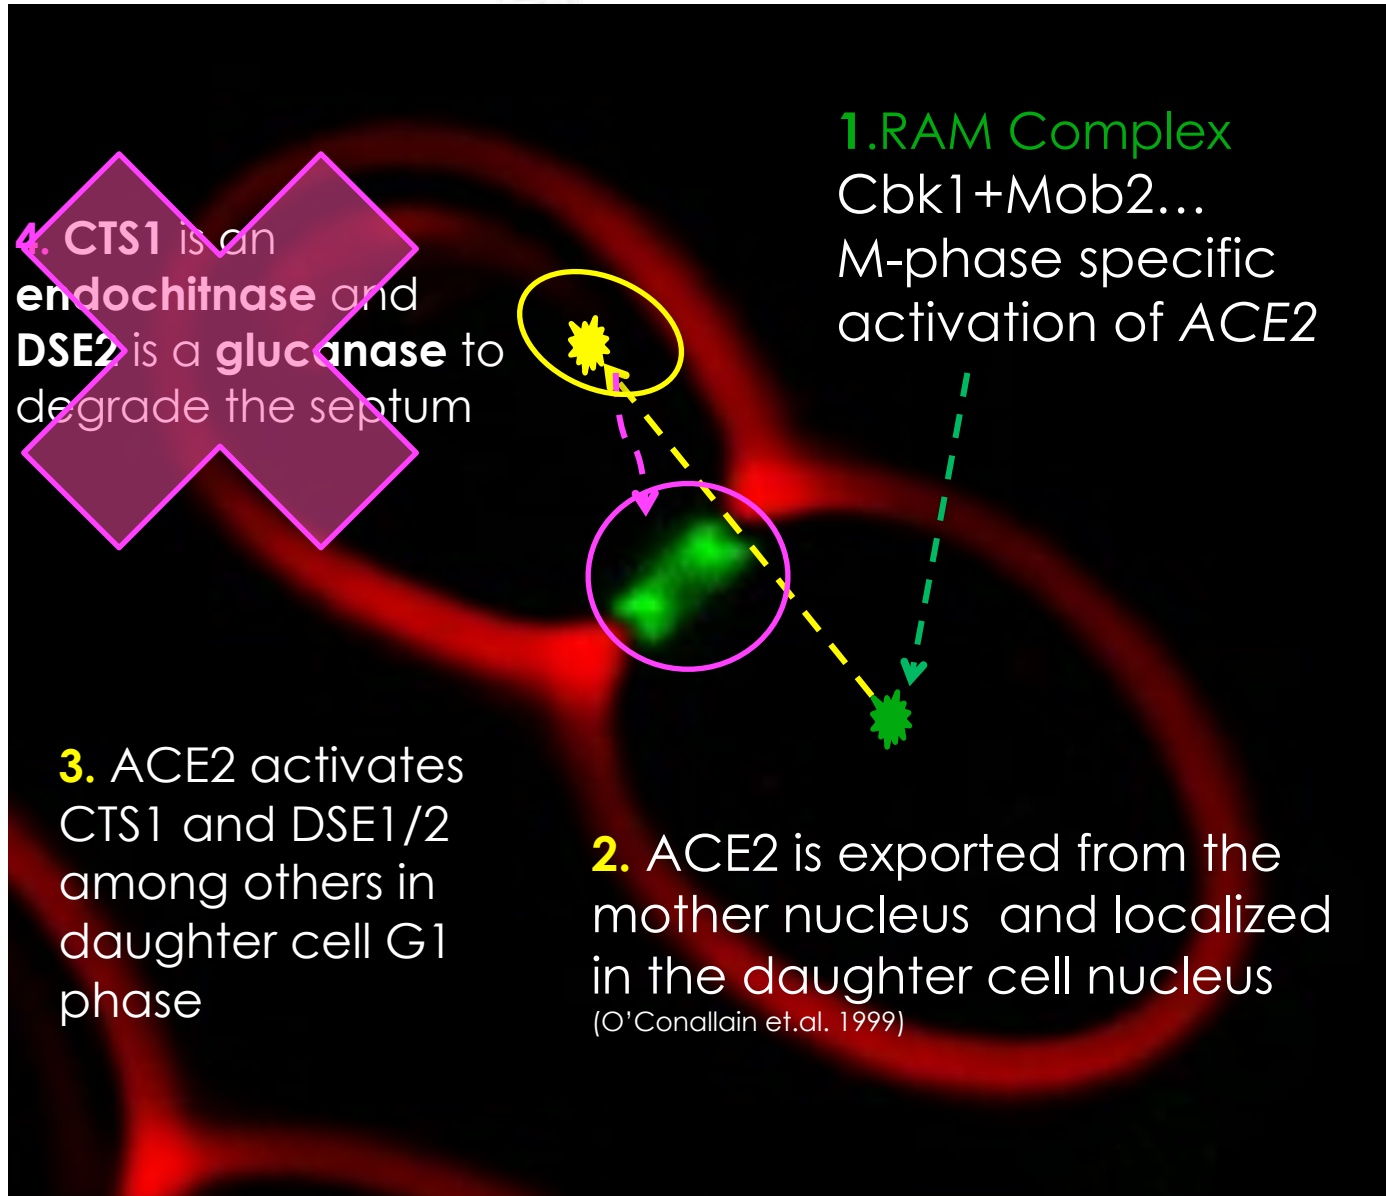 1.RAM Complex
Cbk1+Mob2…
M-phase specific
activation of ACE2
4. CTS1 is an
endochitnase and
DSE2 is a glucanase to
degrade the septum
3. ACE2 activates
CTS1 and DSE1/2
among others in
daughter cell G1
phase
2. ACE2 is exported from the
mother nucleus and localized
in the daughter cell nucleus
(O'Conallain et.al. 1999)